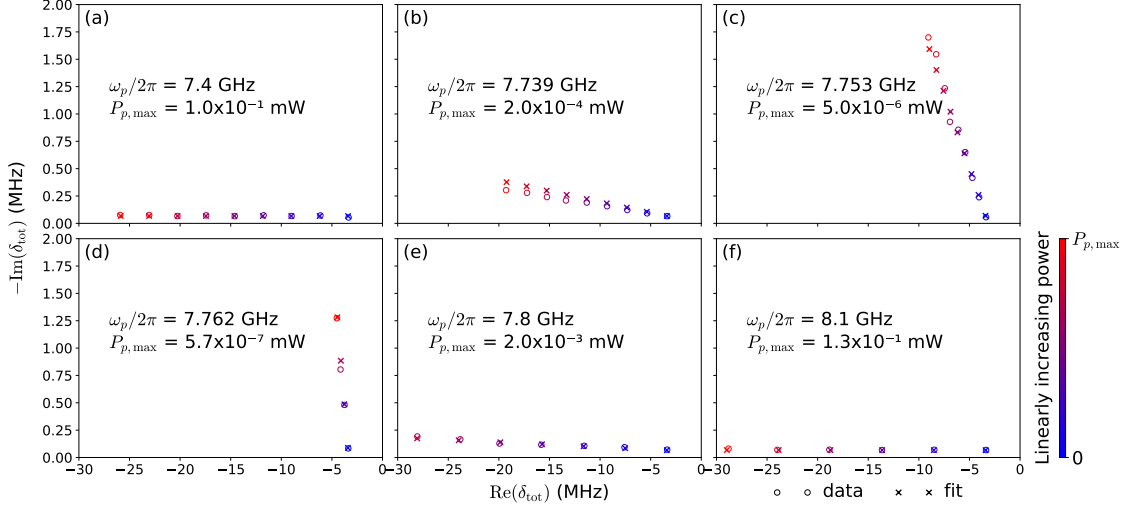 2.00
1.75
1.50
1.25
1.00
0.75
0.50
0.25
0.00
(a)
ωₚ/2π = 7.4 GHz
Pₚ,ₘₐₓ = 1.0x10⁻¹ mW
(b)
ωₚ/2π = 7.739 GHz
Pₚ,ₘₐₓ = 2.0x10⁻⁴ mW
(c)
ωₚ/2π = 7.753 GHz
Pₚ,ₘₐₓ = 5.0x10⁻⁶ mW
−Im(δₜₒₜ) (MHz)
2.00
1.75
1.50
1.25
1.00
0.75
0.50
0.25
0.00
(d)
ωₚ/2π = 7.762 GHz
Pₚ,ₘₐₓ = 5.7x10⁻⁷ mW
(e)
ωₚ/2π = 7.8 GHz
Pₚ,ₘₐₓ = 2.0x10⁻³ mW
(f)
ωₚ/2π = 8.1 GHz
Pₚ,ₘₐₓ = 1.3x10⁻¹ mW
−30 −25 −20 −15 −10 −5 0
−30 −25 −20 −15 −10 −5 0
−30 −25 −20 −15 −10 −5 0
Re(δₜₒₜ) (MHz)
data fit
Linearly increasing power
Pₚ,ₘₐₓ
0